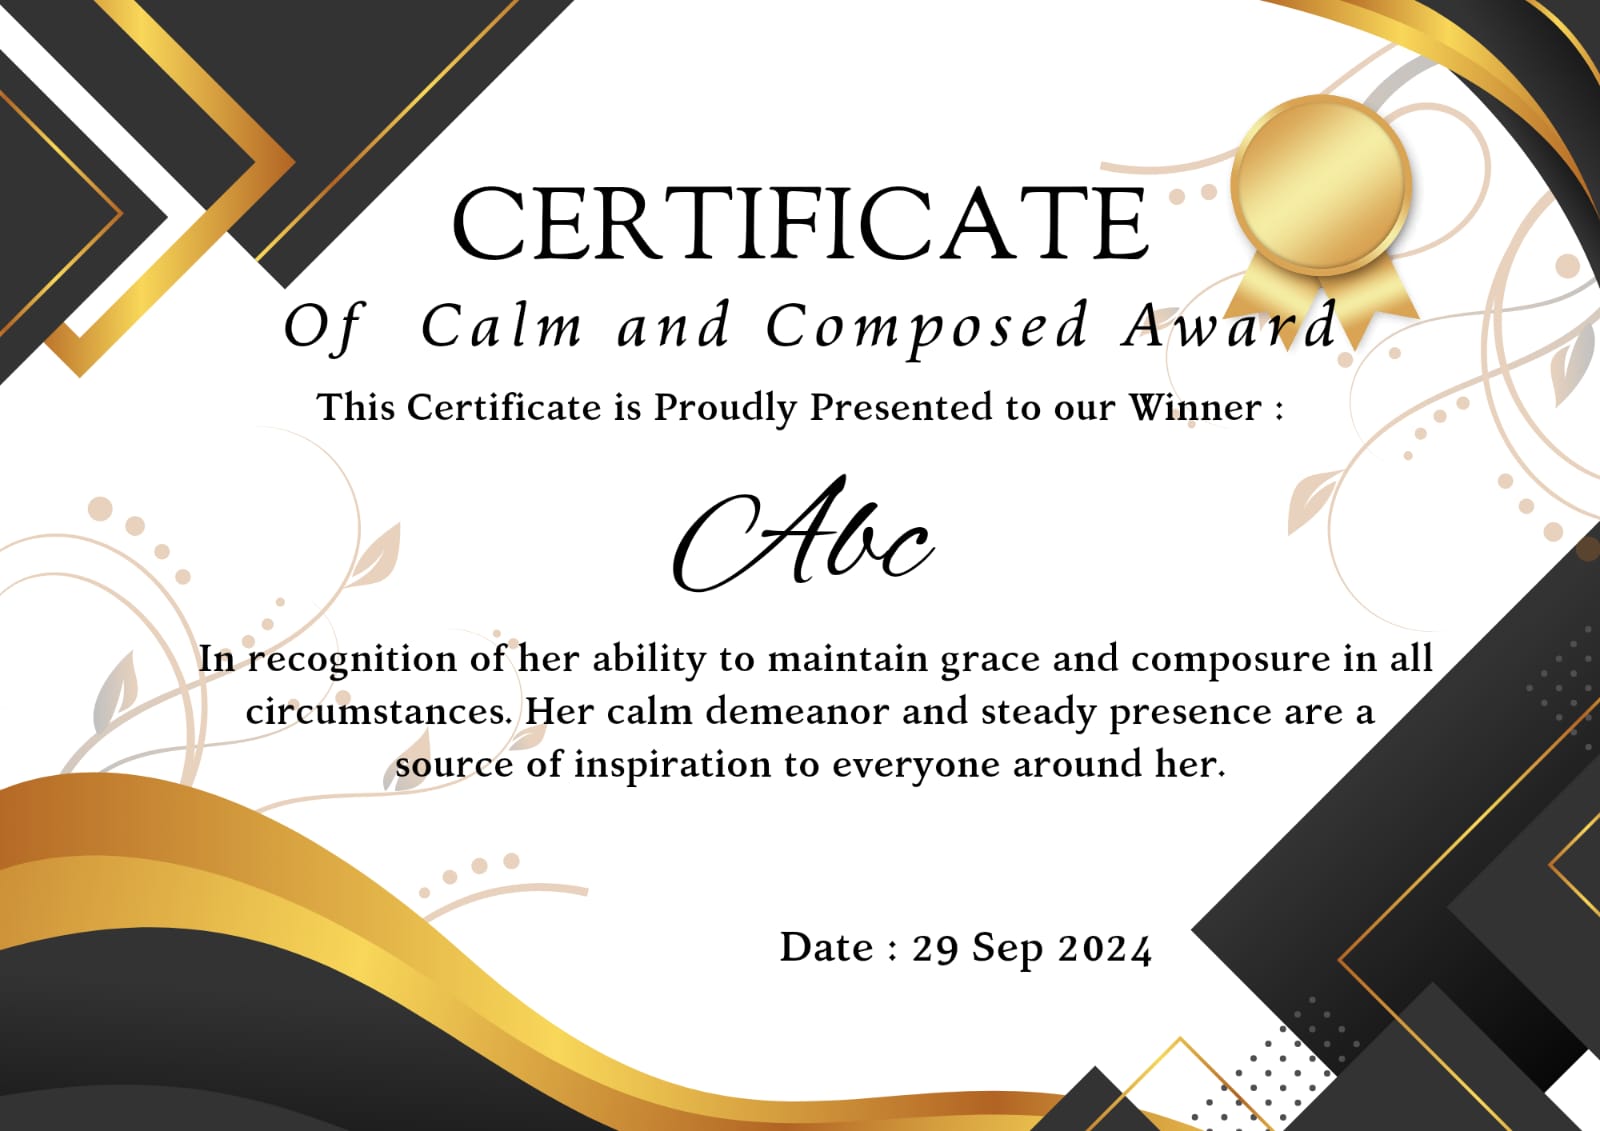 CERTIFICATE
Of Calm and Composed Award
This Certificate is Proudly Presented to our Winner :
Abc
In recognition of her ability to maintain grace and composure in all
circumstances. Her calm demeanor and steady presence are a
source of inspiration to everyone around her.
Date : 29 Sep 2024